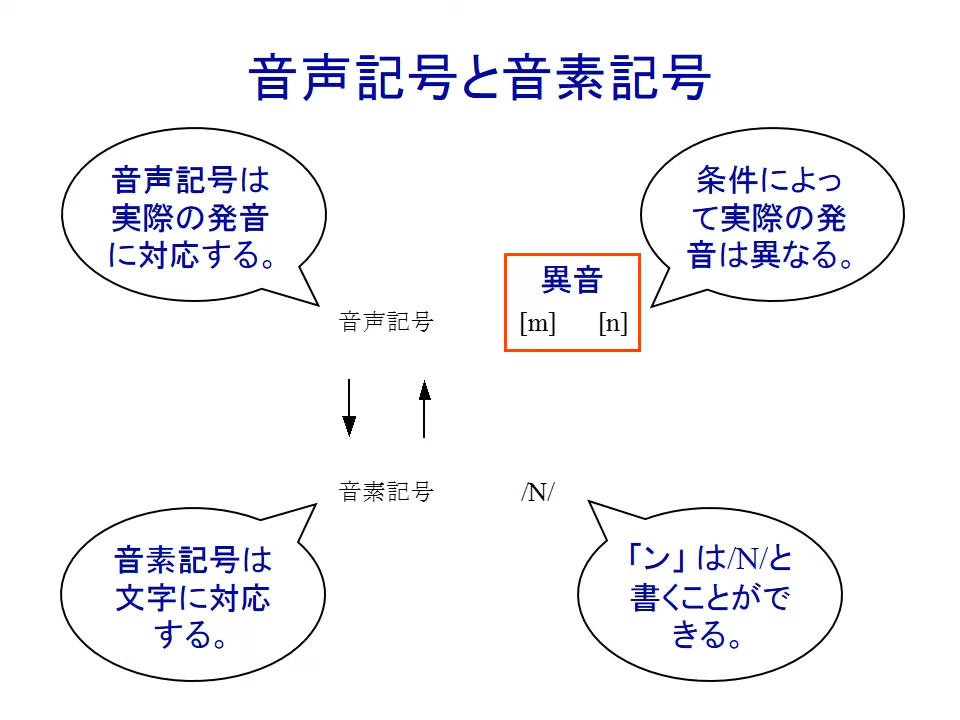 音声記号と音素記号
音声記号は
実際の発音
に対応する。
条件によっ
て実際の発
音は異なる。
異音
音声記号 [m] [n]
音素記号 /N/
音素記号は
文字に対応
する。
「ン」は/N/と
書くことがで
きる。